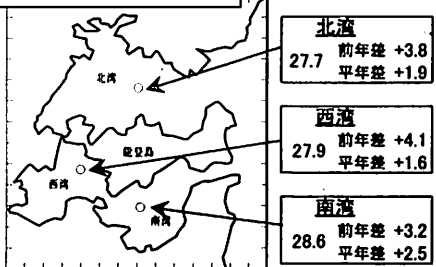 北湾
27.7 前年差 +3.8
平年差 +1.9
西湾
27.9 前年差 +4.1
平年差 +1.6
南湾
28.6 前年差 +3.2
平年差 +2.5
北湾
能登島
西湾
南湾